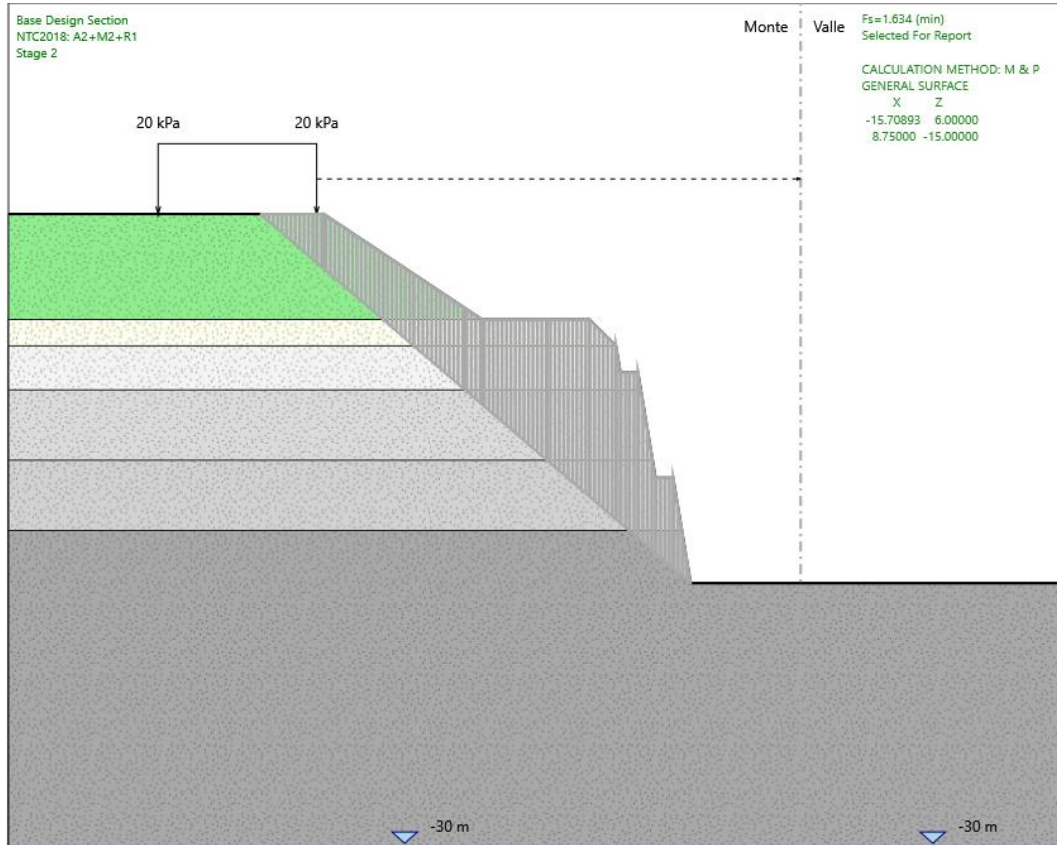 Base Design Section
NTC2018: A2+M2+R1
Stage 2
Monte
Valle
Fs=1.634 (min)
Selected For Report
CALCULATION METHOD: M & P
GENERAL SURFACE
X Z
-15.70893 6.00000
8.75000 -15.00000
20 kPa
20 kPa
-30 m
-30 m